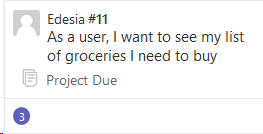 Edesia #11
As a user, I want to see my list
of groceries I need to buy
Project Due
3